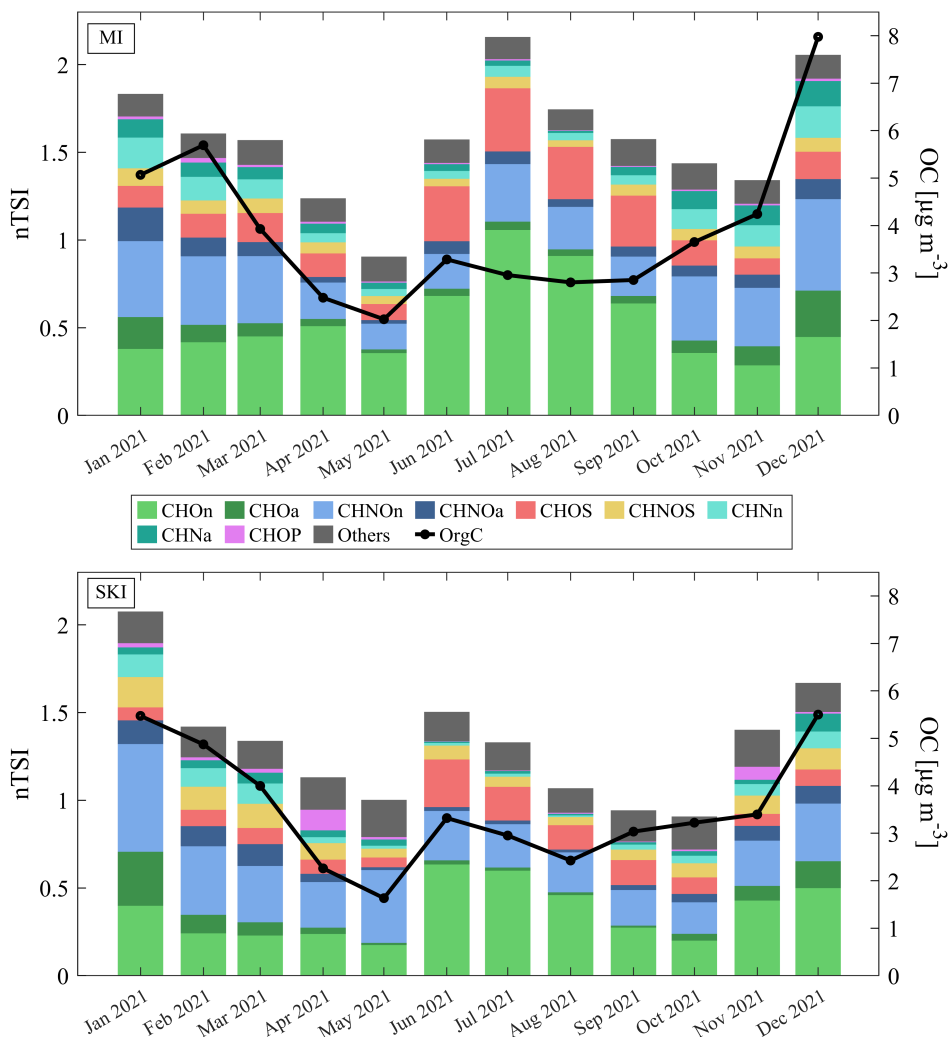 MI
nTSI
2
1.5
1
0.5
0
OC [µg m⁻³]
8
7
6
5
4
3
2
1
0
Jan 2021
Feb 2021
Mar 2021
Apr 2021
May 2021
Jun 2021
Jul 2021
Aug 2021
Sep 2021
Oct 2021
Nov 2021
Dec 2021
CHOn CHOa CHNOn CHNOa CHOS CHNOS CHNn
CHNa CHOP Others OrgC
SKI
nTSI
2
1.5
1
0.5
0
OC [µg m⁻³]
8
7
6
5
4
3
2
1
0
Jan 2021
Feb 2021
Mar 2021
Apr 2021
May 2021
Jun 2021
Jul 2021
Aug 2021
Sep 2021
Oct 2021
Nov 2021
Dec 2021